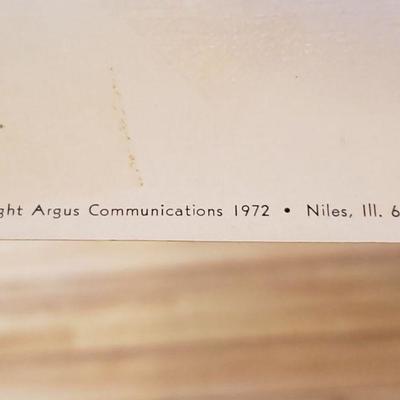 ght Argus Communications 1972 • Niles, Ill. 6